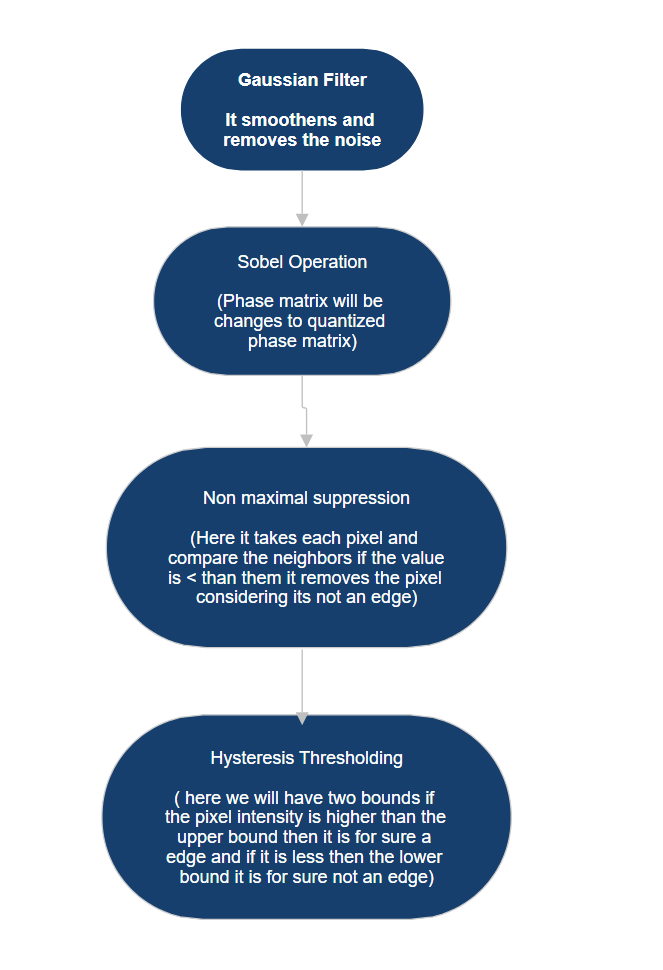 Gaussian Filter
It smoothens and
removes the noise
Sobel Operation
(Phase matrix will be
changes to quantized
phase matrix)
Non maximal suppression
(Here it takes each pixel and
compare the neighbors if the value
is < than them it removes the pixel
considering its not an edge)
Hysteresis Thresholding
( here we will have two bounds if
the pixel intensity is higher than the
upper bound then it is for sure a
edge and if it is less then the lower
bound it is for sure not an edge)